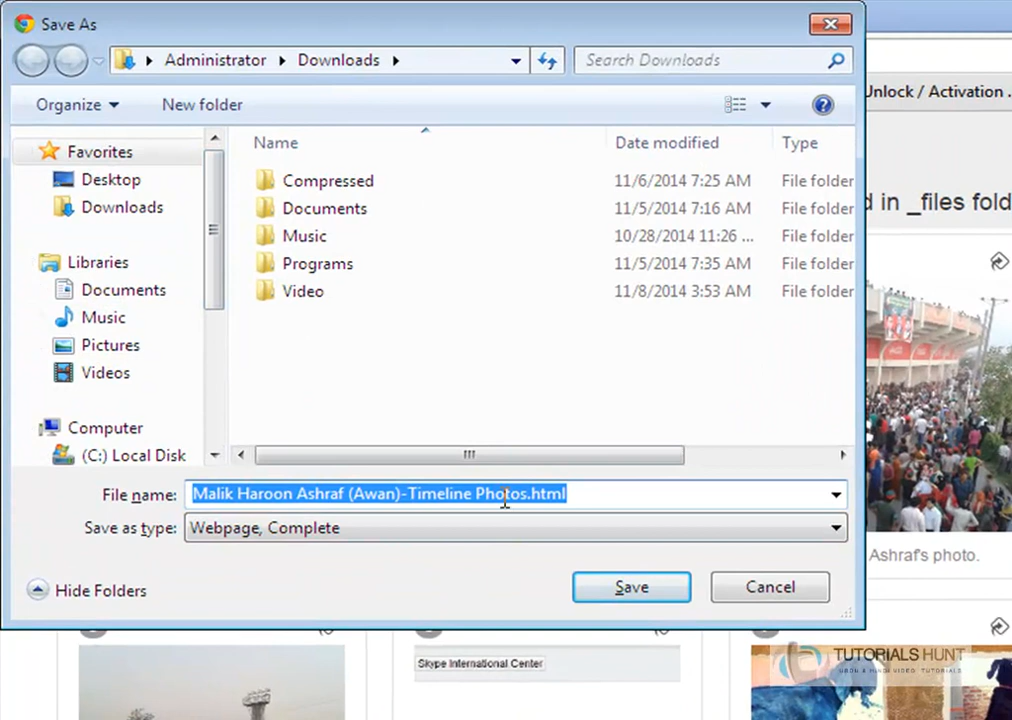 Save As
Administrator Downloads
Search Downloads
Organize New folder
Unlock / Activation .
Name Date modified Type
Favorites
Desktop
Downloads
Libraries
Documents
Music
Pictures
Videos
Computer
(C:) Local Disk
Compressed 11/6/2014 7:25 AM File folder
Documents 11/5/2014 7:16 AM File folder
Music 10/28/2014 11:26 ... File folder
Programs 11/5/2014 7:35 AM File folder
Video 11/8/2014 3:53 AM File folder
d in _files fold
File name: Malik Haroon Ashraf (Awan)-Timeline Photos.html
Save as type: Webpage, Complete
Ashraf's photo.
Hide Folders
Save Cancel
Skype International Center
TUTORIALS HUNT
URDU & HINDI VIDEO TUTORIALS